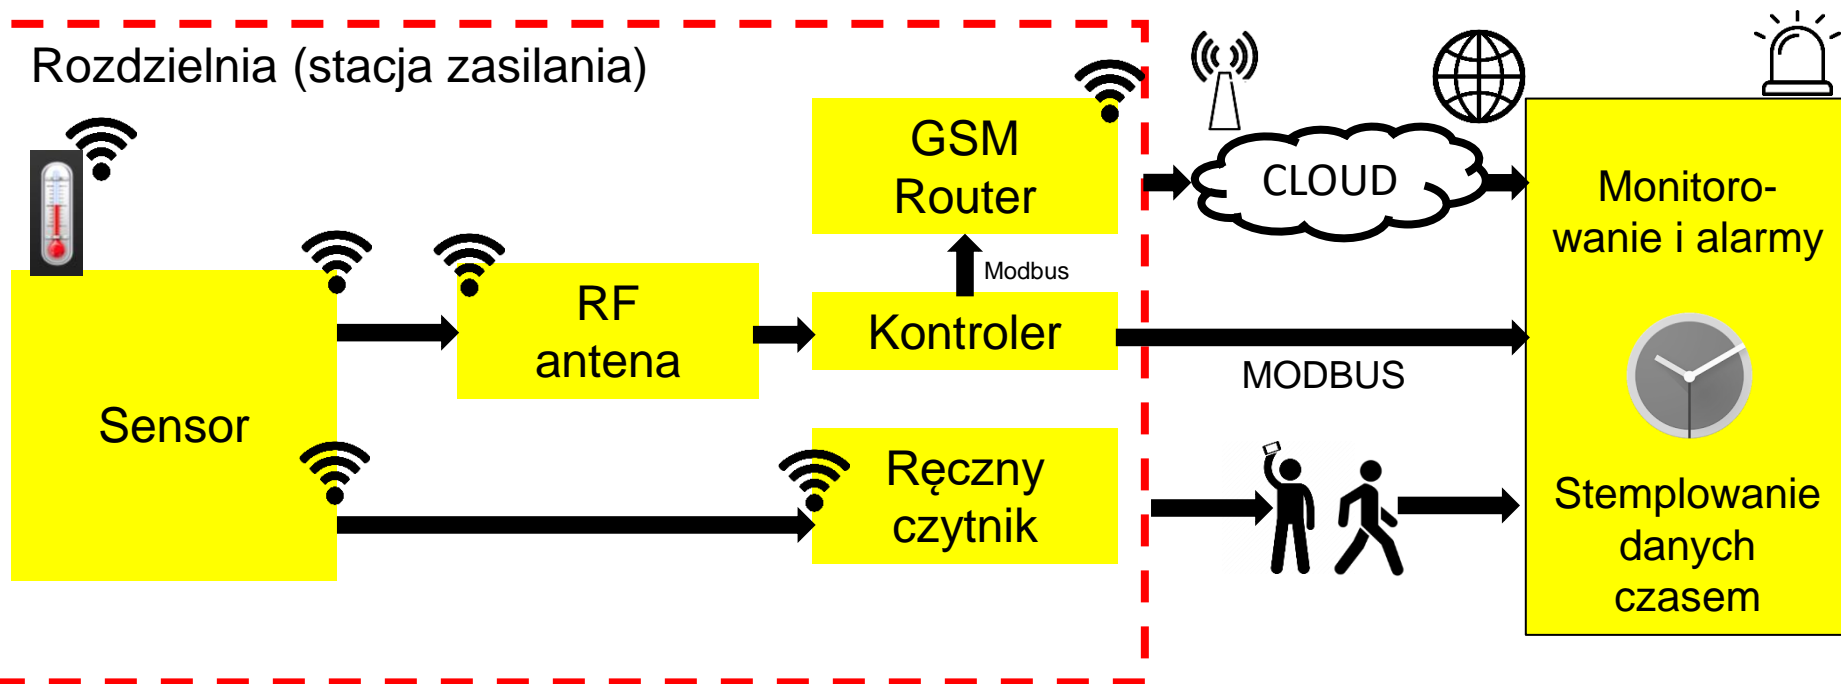 Rozdzielnia (stacja zasilania)
GSM
Router
CLOUD
Monitoro-
wanie i alarmy
Modbus
RF
antena
Kontroler
MODBUS
Sensor
Ręczny
czytnik
Stemplowanie
danych
czasem